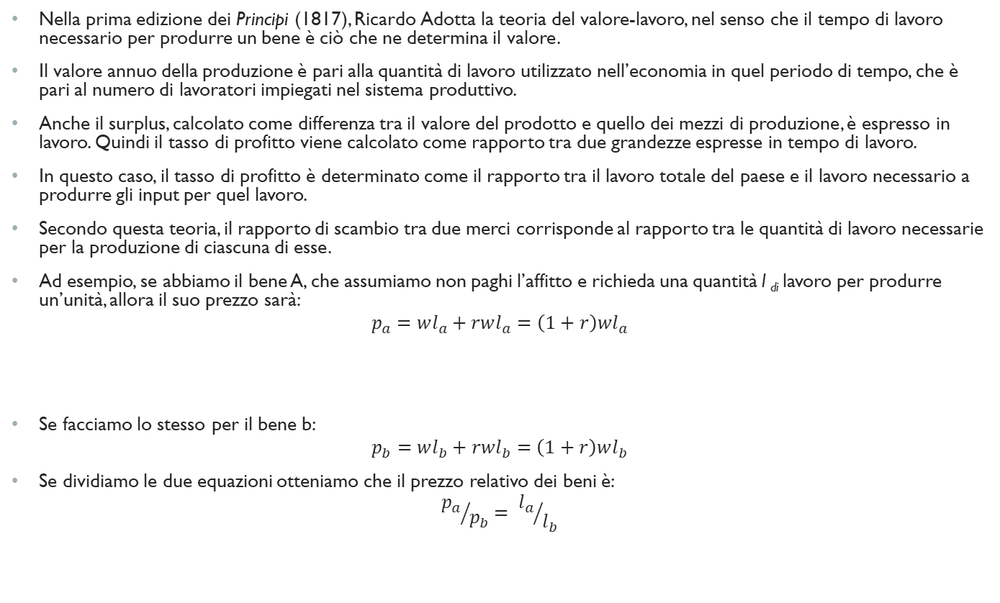 • Nella prima edizione dei Principi (1817), Ricardo Adotta la teoria del valore-lavoro, nel senso che il tempo di lavoro
necessario per produrre un bene è ciò che ne determina il valore.
• Il valore annuo della produzione è pari alla quantità di lavoro utilizzato nell'economia in quel periodo di tempo, che è
pari al numero di lavoratori impiegati nel sistema produttivo.
• Anche il surplus, calcolato come differenza tra il valore del prodotto e quello dei mezzi di produzione, è espresso in
lavoro. Quindi il tasso di profitto viene calcolato come rapporto tra due grandezze espresse in tempo di lavoro.
• In questo caso, il tasso di profitto è determinato come il rapporto tra il lavoro totale del paese e il lavoro necessario a
produrre gli input per quel lavoro.
• Secondo questa teoria, il rapporto di scambio tra due merci corrisponde al rapporto tra le quantità di lavoro necessarie
per la produzione di ciascuna di esse.
• Ad esempio, se abbiamo il bene A, che assumiamo non paghi l'affitto e richieda una quantità l di lavoro per produrre
un'unità, allora il suo prezzo sarà:
pₐ = wlₐ + rwlₐ = (1 + r)wlₐ
• Se facciamo lo stesso per il bene b:
p_b = wl_b + rwl_b = (1 + r)wl_b
• Se dividiamo le due equazioni otteniamo che il prezzo relativo dei beni è:
pₐ/p_b = lₐ/l_b